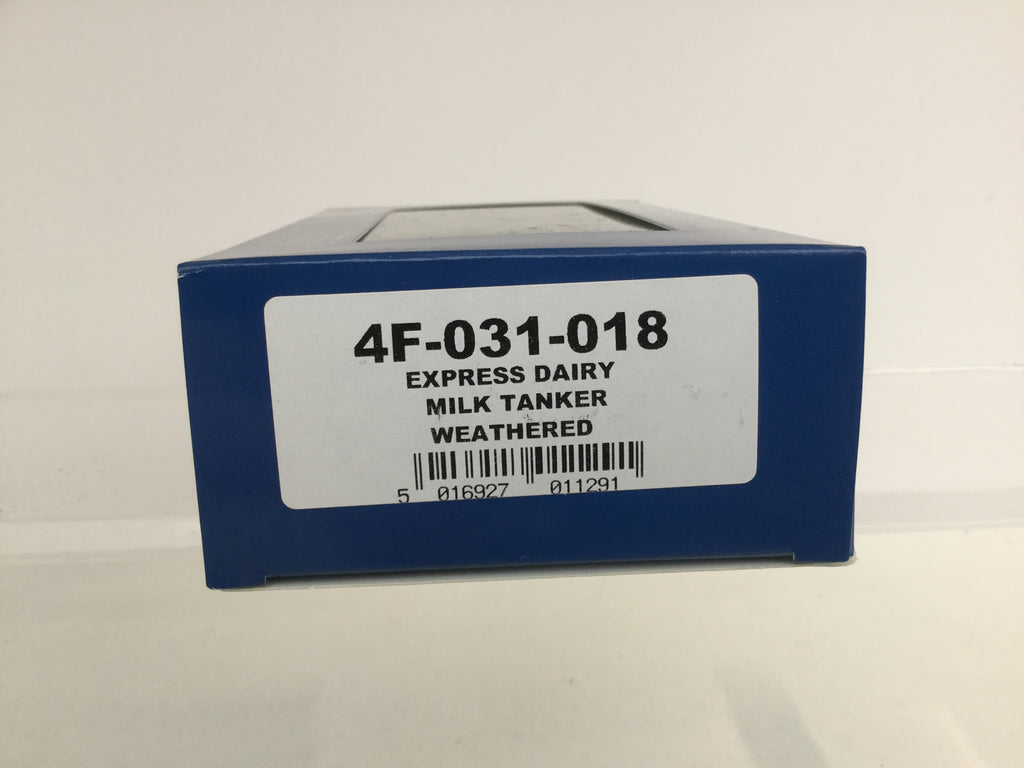 4F-031-018
EXPRESS DAIRY
MILK TANKER
WEATHERED
5 016927 011291